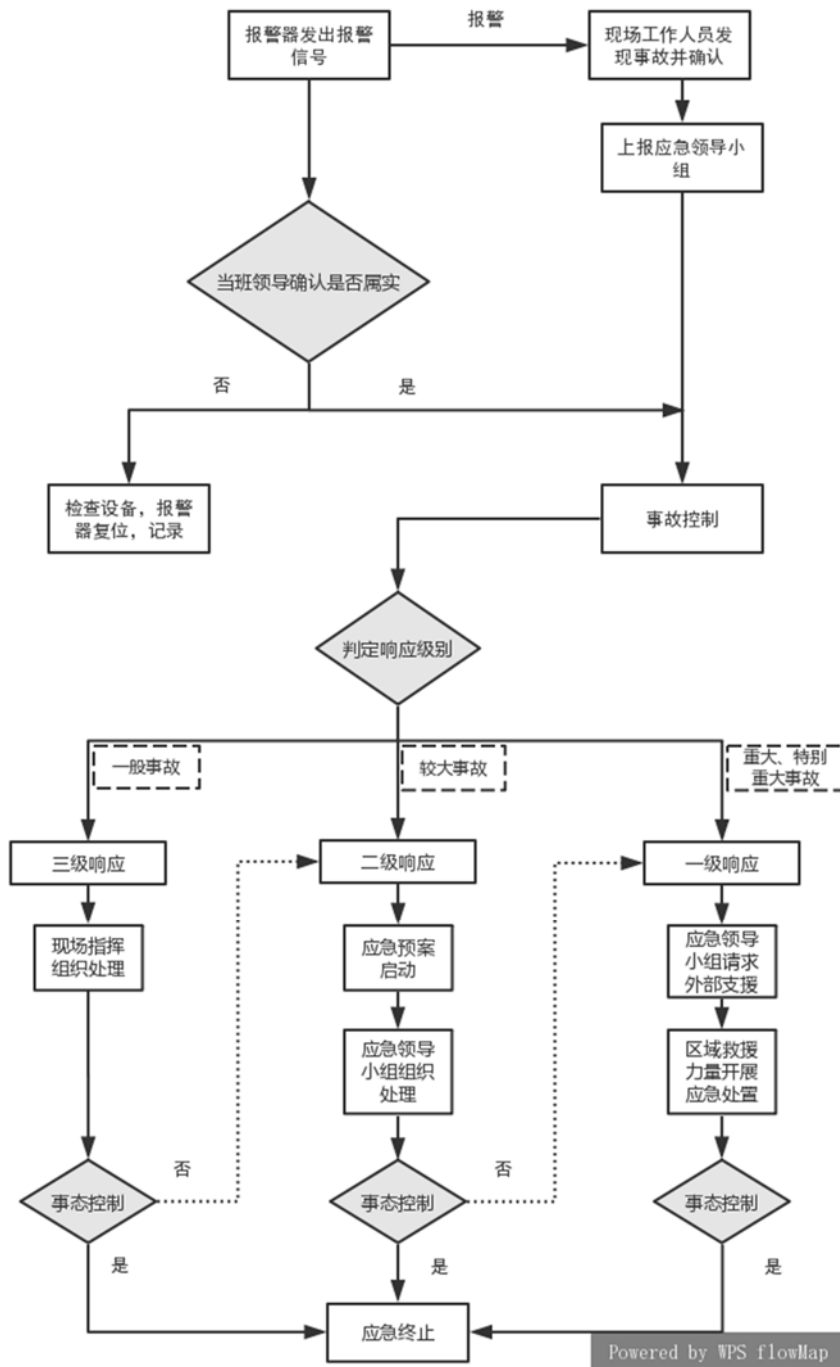 报警器发出报警
信号
报警
现场工作人员发
现事故并确认
上报应急领导小
组
当班领导确认是否属实
否
是
检查设备，报警
器复位，记录
事故控制
判定响应级别
一般事故
较大事故
重大、特别
重大事故
三级响应
二级响应
一级响应
现场指挥
组织处理
应急预案
启动
应急领导
小组请求
外部支援
应急领导
小组组织
处理
区域救援
力量开展
应急处置
否
否
事态控制
事态控制
事态控制
是
是
是
应急终止
Powered by WPS flowMap